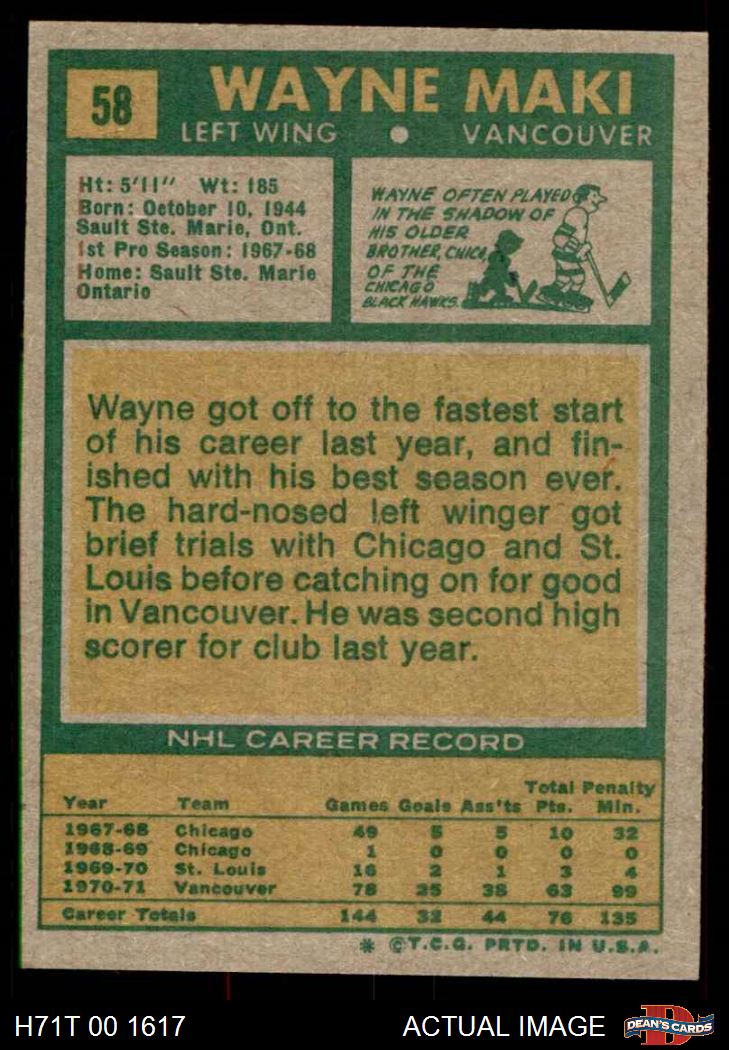 58
WAYNE MAKI
LEFT WING • VANCOUVER
Ht: 5'11" Wt: 185
Born: October 10, 1944
Sault Ste. Marie, Ont.
1st Pro Season: 1967-68
Home: Sault Ste. Marie
Ontario
WAYNE OFTEN PLAYED
IN THE SHADOW OF
HIS OLDER
BROTHER, CHICO,
OF THE
CHICAGO
BLACK HAWKS.
Wayne got off to the fastest start
of his career last year, and fin-
ished with his best season ever.
The hard-nosed left winger got
brief trials with Chicago and St.
Louis before catching on for good
in Vancouver. He was second high
scorer for club last year.
NHL CAREER RECORD
Total Penalty
Year Team Games Goals Ass'ts Pts. Min.
1967-68 Chicago 49 5 5 10 32
1968-69 Chicago 1 0 0 0 0
1969-70 St. Louis 16 2 1 3 4
1970-71 Vancouver 78 25 38 63 99
Career Totals 144 32 44 76 135
* ©T.C.G. PRTD. IN U.S.A.
H71T 00 1617 ACTUAL IMAGE
DEAN'S CARDS